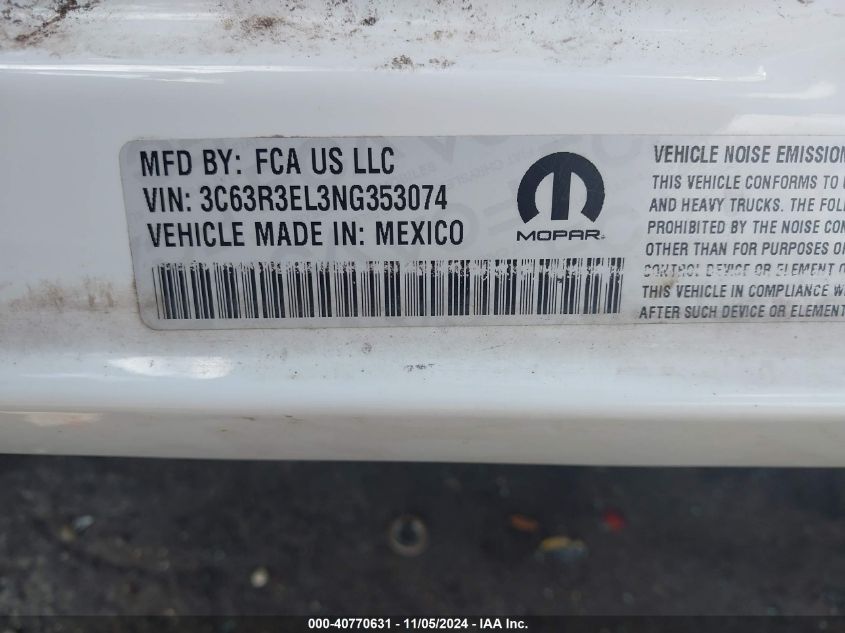 MFD BY: FCA US LLC
VIN: 3C63R3EL3NG353074
VEHICLE MADE IN: MEXICO
MOPAR
VEHICLE NOISE EMISSION
THIS VEHICLE CONFORMS TO
AND HEAVY TRUCKS. THE FOLL
PROHIBITED BY THE NOISE CON
OTHER THAN FOR PURPOSES O
CONTROL DEVICE OR ELEMENT O
THIS VEHICLE IN COMPLIANCE W
AFTER SUCH DEVICE OR ELEMENT
000-40770631 - 11/05/2024 - IAA Inc.